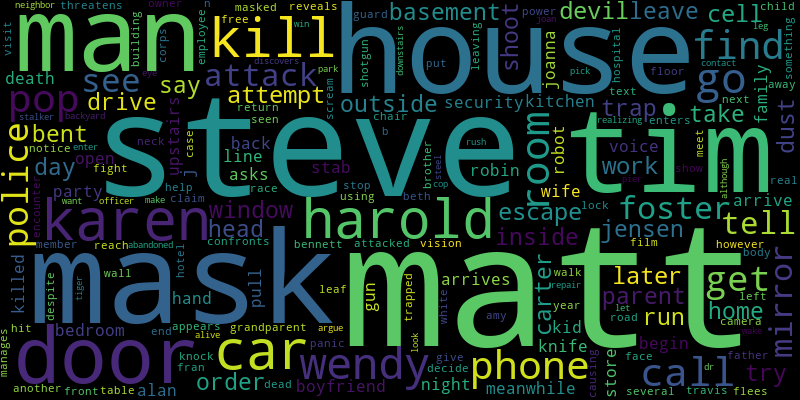 neighbor
threatens
man
kill
house
free
masked
reveals
owner
n
guard
power
joan
leg
basement
devil
leave
cell
child
visit
building
corps
employee
win
discovers
park
shotgun
downstairs
put
leaving
shoot
joanna
hospital
pick
floor
text
contact
find
something
death
see
attack
eye
scream
go
away
pop
drive
say
attempt
outside
security
kitchen
trap
take
next
family
dust
stalker
backyard
return
seen
chair
b
steve
rush
steel
cop
realizing
enters
tim
police
bent
notice
enter
upstairs
neck
j
case
back
line
asks
stab
brother
robin
room
robot
voice
work
meet
although
show
real
day
open
fight
help
race
stop
using
beth
wife
lock
pier
make
mirror
party
claim
want
officer
encounter
karen
window
harold
escape
foster
arrive
tell
member
reach
abandoned
head
confronts
bennett
attacked
vision
inside
jensen
film
however
killed
despite
tiger
wall
mask
hotel
pull
leaf
gun
trapped
matt
white
arrives
carter
walk
repair
year
let
road
later
parent
get
body
left
home
camera
hand
appears
alive
grandparent
argue
panic
look
amy
kid
knife
run
begin
face
father
wake
manages
hit
bedroom
end
door
knock
fran
car
wendy
boyfriend
give
decide
phone
meanwhile
causing
store
call
dr
try
another
front
table
alan
order
dead
night
several
travis
flees